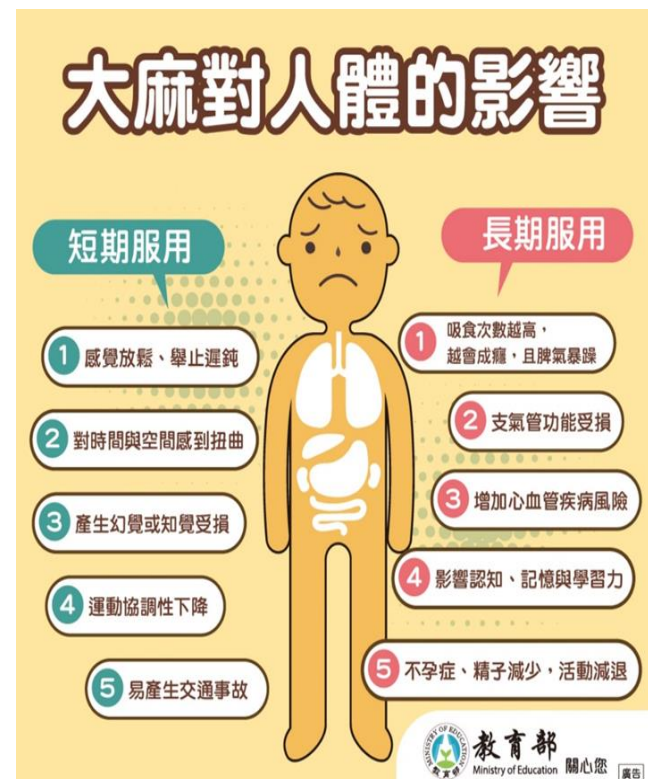 大麻對人體的影響
短期服用
1 感覺放鬆、舉止遲鈍
2 對時間與空間感到扭曲
3 產生幻覺或知覺受損
4 運動協調性下降
5 易產生交通事故
長期服用
1 吸食次數越高，
越會成癮，且脾氣暴躁
2 支氣管功能受損
3 增加心血管疾病風險
4 影響認知、記憶與學習力
5 不孕症、精子減少，活動減退
MINISTRY OF EDUCATION
教育部
教育部
Ministry of Education
關心您
廣告